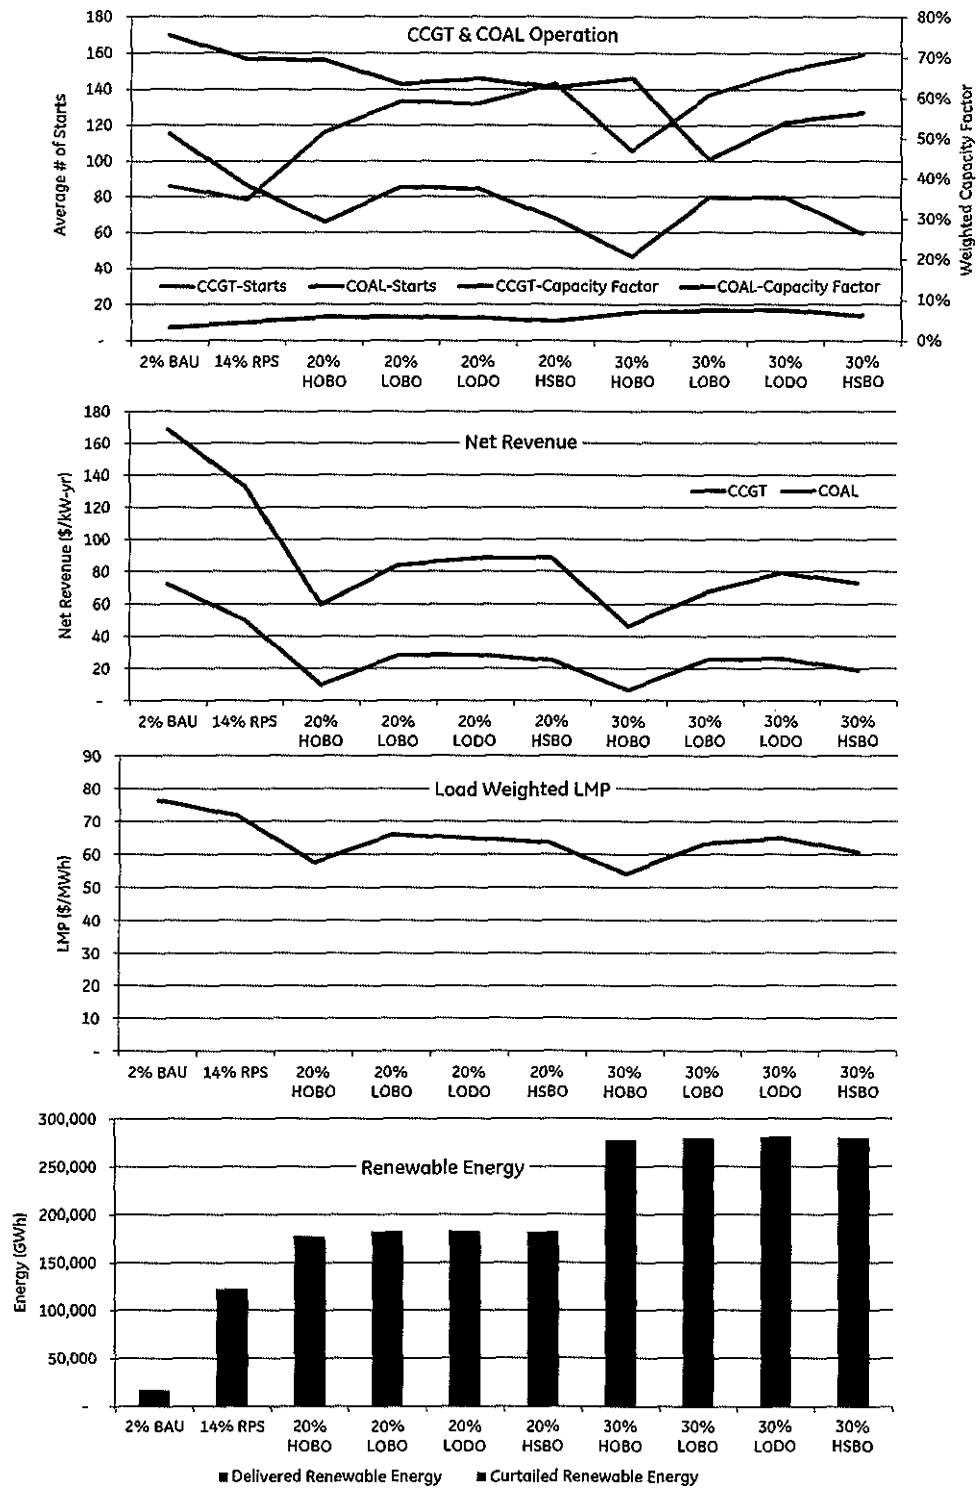 CCGT & COAL Operation
Average # of Starts
180
160
140
120
100
80
60
40
20
-
Weighted Capacity Factor
80%
70%
60%
50%
40%
30%
20%
10%
0%
CCGT-Starts COAL-Starts CCGT-Capacity Factor COAL-Capacity Factor
2% BAU 14% RPS 20% HOBO 20% LOBO 20% LODO 20% HSBO 30% HOBO 30% LOBO 30% LODO 30% HSBO
Net Revenue
Net Revenue ($/kW-yr)
180
160
140
120
100
80
60
40
20
-
CCGT COAL
2% BAU 14% RPS 20% HOBO 20% LOBO 20% LODO 20% HSBO 30% HOBO 30% LOBO 30% LODO 30% HSBO
Load Weighted LMP
LMP ($/MWh)
90
80
70
60
50
40
30
20
10
-
2% BAU 14% RPS 20% HOBO 20% LOBO 20% LODO 20% HSBO 30% HOBO 30% LOBO 30% LODO 30% HSBO
Renewable Energy
Energy (GWh)
300,000
250,000
200,000
150,000
100,000
50,000
-
2% BAU 14% RPS 20% HOBO 20% LOBO 20% LODO 20% HSBO 30% HOBO 30% LOBO 30% LODO 30% HSBO
Delivered Renewable Energy Curtailed Renewable Energy